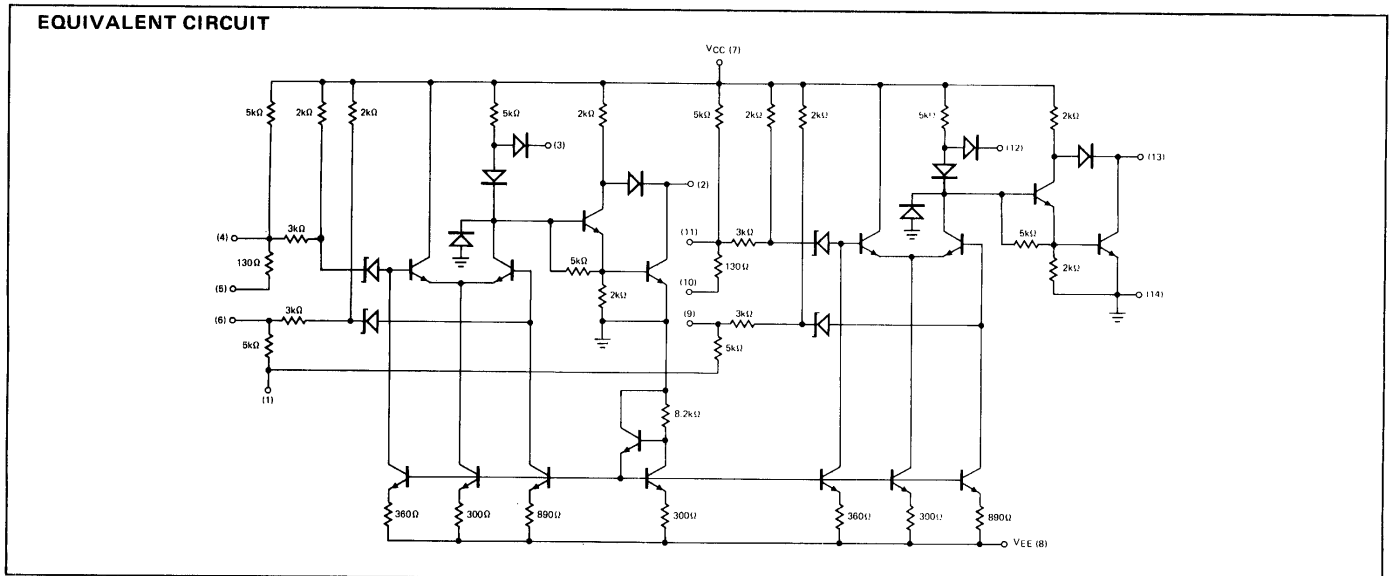 EQUIVALENT CIRCUIT
VCC (7)
5kΩ 2kΩ 2kΩ 5kΩ 2kΩ 5kΩ 2kΩ 2kΩ 5kΩ 2kΩ
(3) (12)
(13)
(2)
(4) 3kΩ (11) 3kΩ
130Ω 5kΩ 130Ω 5kΩ
(5) 2kΩ (10) 2kΩ
(14)
(6) 3kΩ (9) 3kΩ
5kΩ 5kΩ
(1)
8.2kΩ
360Ω 300Ω 890Ω 300Ω 360Ω 300Ω 890Ω
VEE (8)